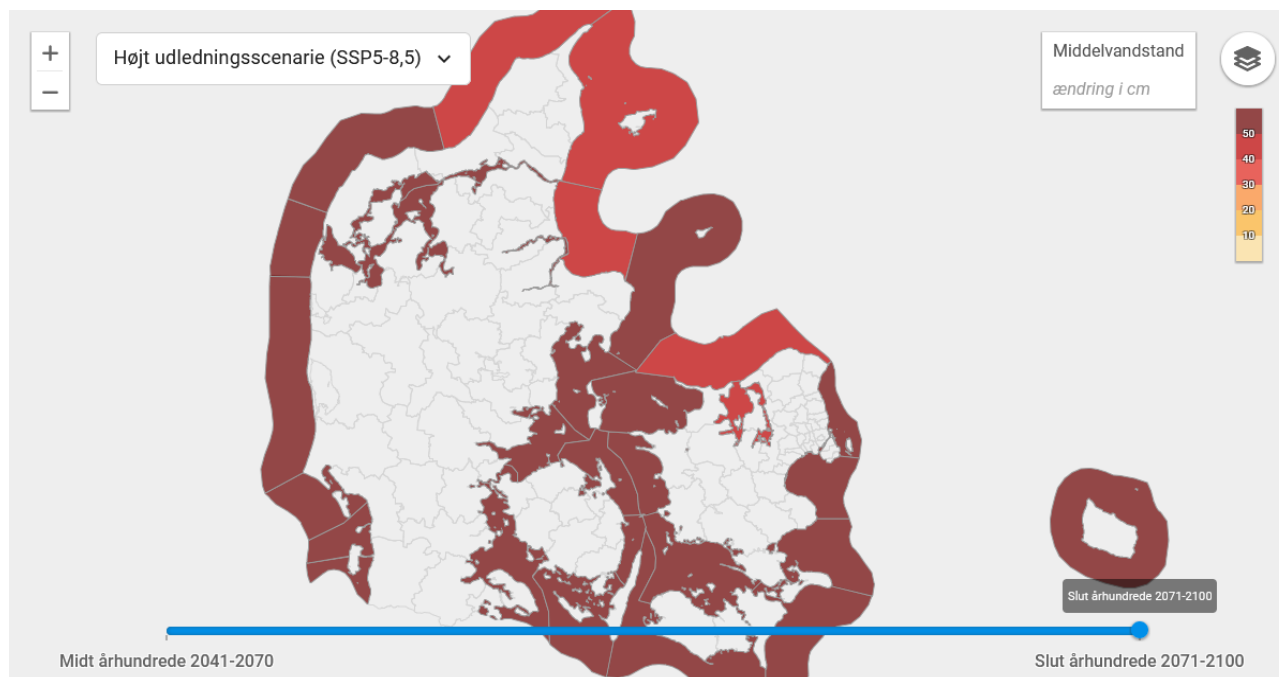 +
−
Højt udledningsscenarie (SSP5-8,5)
Middelvandstand
ændring i cm
50
40
30
20
10
Slut århundrede 2071-2100
Midt århundrede 2041-2070
Slut århundrede 2071-2100